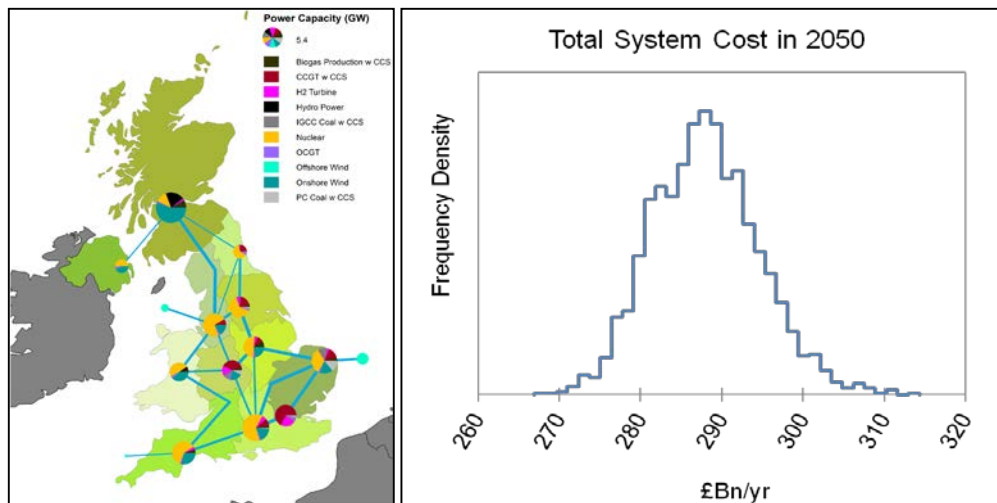 Power Capacity (GW)
5.4
Biogas Production w CCS
CCGT w CCS
H2 Turbine
Hydro Power
IGCC Coal w CCS
Nuclear
OCGT
Offshore Wind
Onshore Wind
PC Coal w CCS
Total System Cost in 2050
Frequency Density
260
270
280
290
300
310
320
£Bn/yr